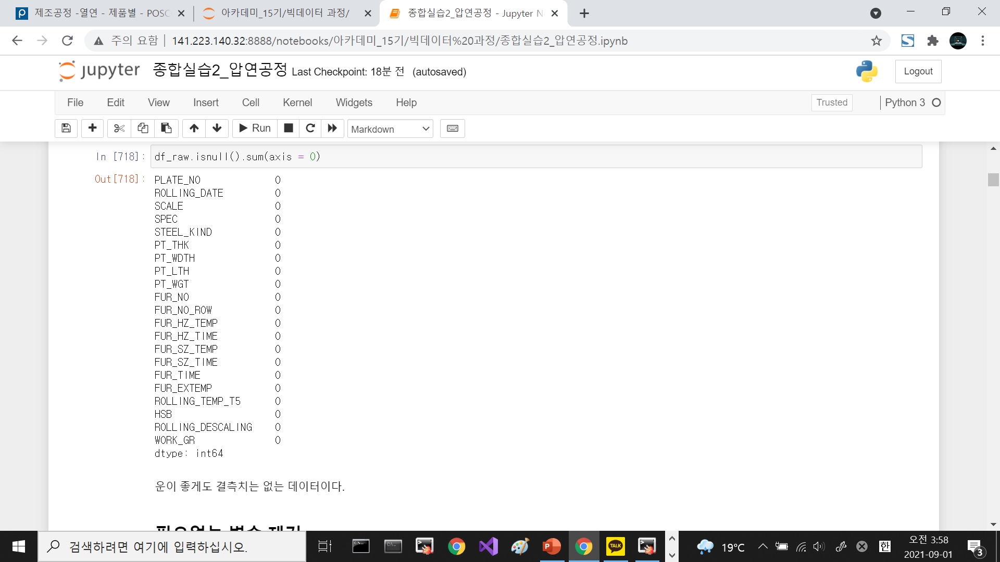 제조공정 -열연 - 제품별 - POSC
아카데미_15기/빅데이터 과정/
종합실습2_압연공정 - Jupyter N
주의 요함 | 141.223.140.32:8888/notebooks/아카데미_15기/빅데이터%20과정/종합실습2_압연공정.ipynb
jupyter 종합실습2_압연공정 Last Checkpoint: 18분 전 (autosaved)
Logout
File Edit View Insert Cell Kernel Widgets Help
Trusted
Python 3
Run
Markdown
In [718]: df_raw.isnull().sum(axis = 0)
Out[718]: PLATE_NO 0
ROLLING_DATE 0
SCALE 0
SPEC 0
STEEL_KIND 0
PT_THK 0
PT_WDTH 0
PT_LTH 0
PT_WGT 0
FUR_NO 0
FUR_NO_ROW 0
FUR_HZ_TEMP 0
FUR_HZ_TIME 0
FUR_SZ_TEMP 0
FUR_SZ_TIME 0
FUR_TIME 0
FUR_EXTEMP 0
ROLLING_TEMP_T5 0
HSB 0
ROLLING_DESCALING 0
WORK_GR 0
dtype: int64
운이 좋게도 결측치는 없는 데이터이다.
필요없는 변수 제거
검색하려면 여기에 입력하십시오.
TALK
19°C
한
오전 3:58
2021-09-01
3